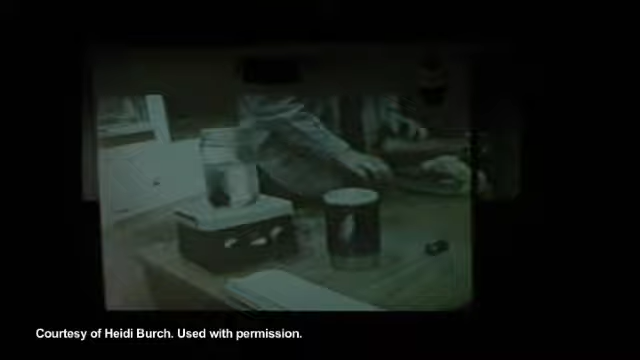 Courtesy of Heidi Burch. Used with permission.